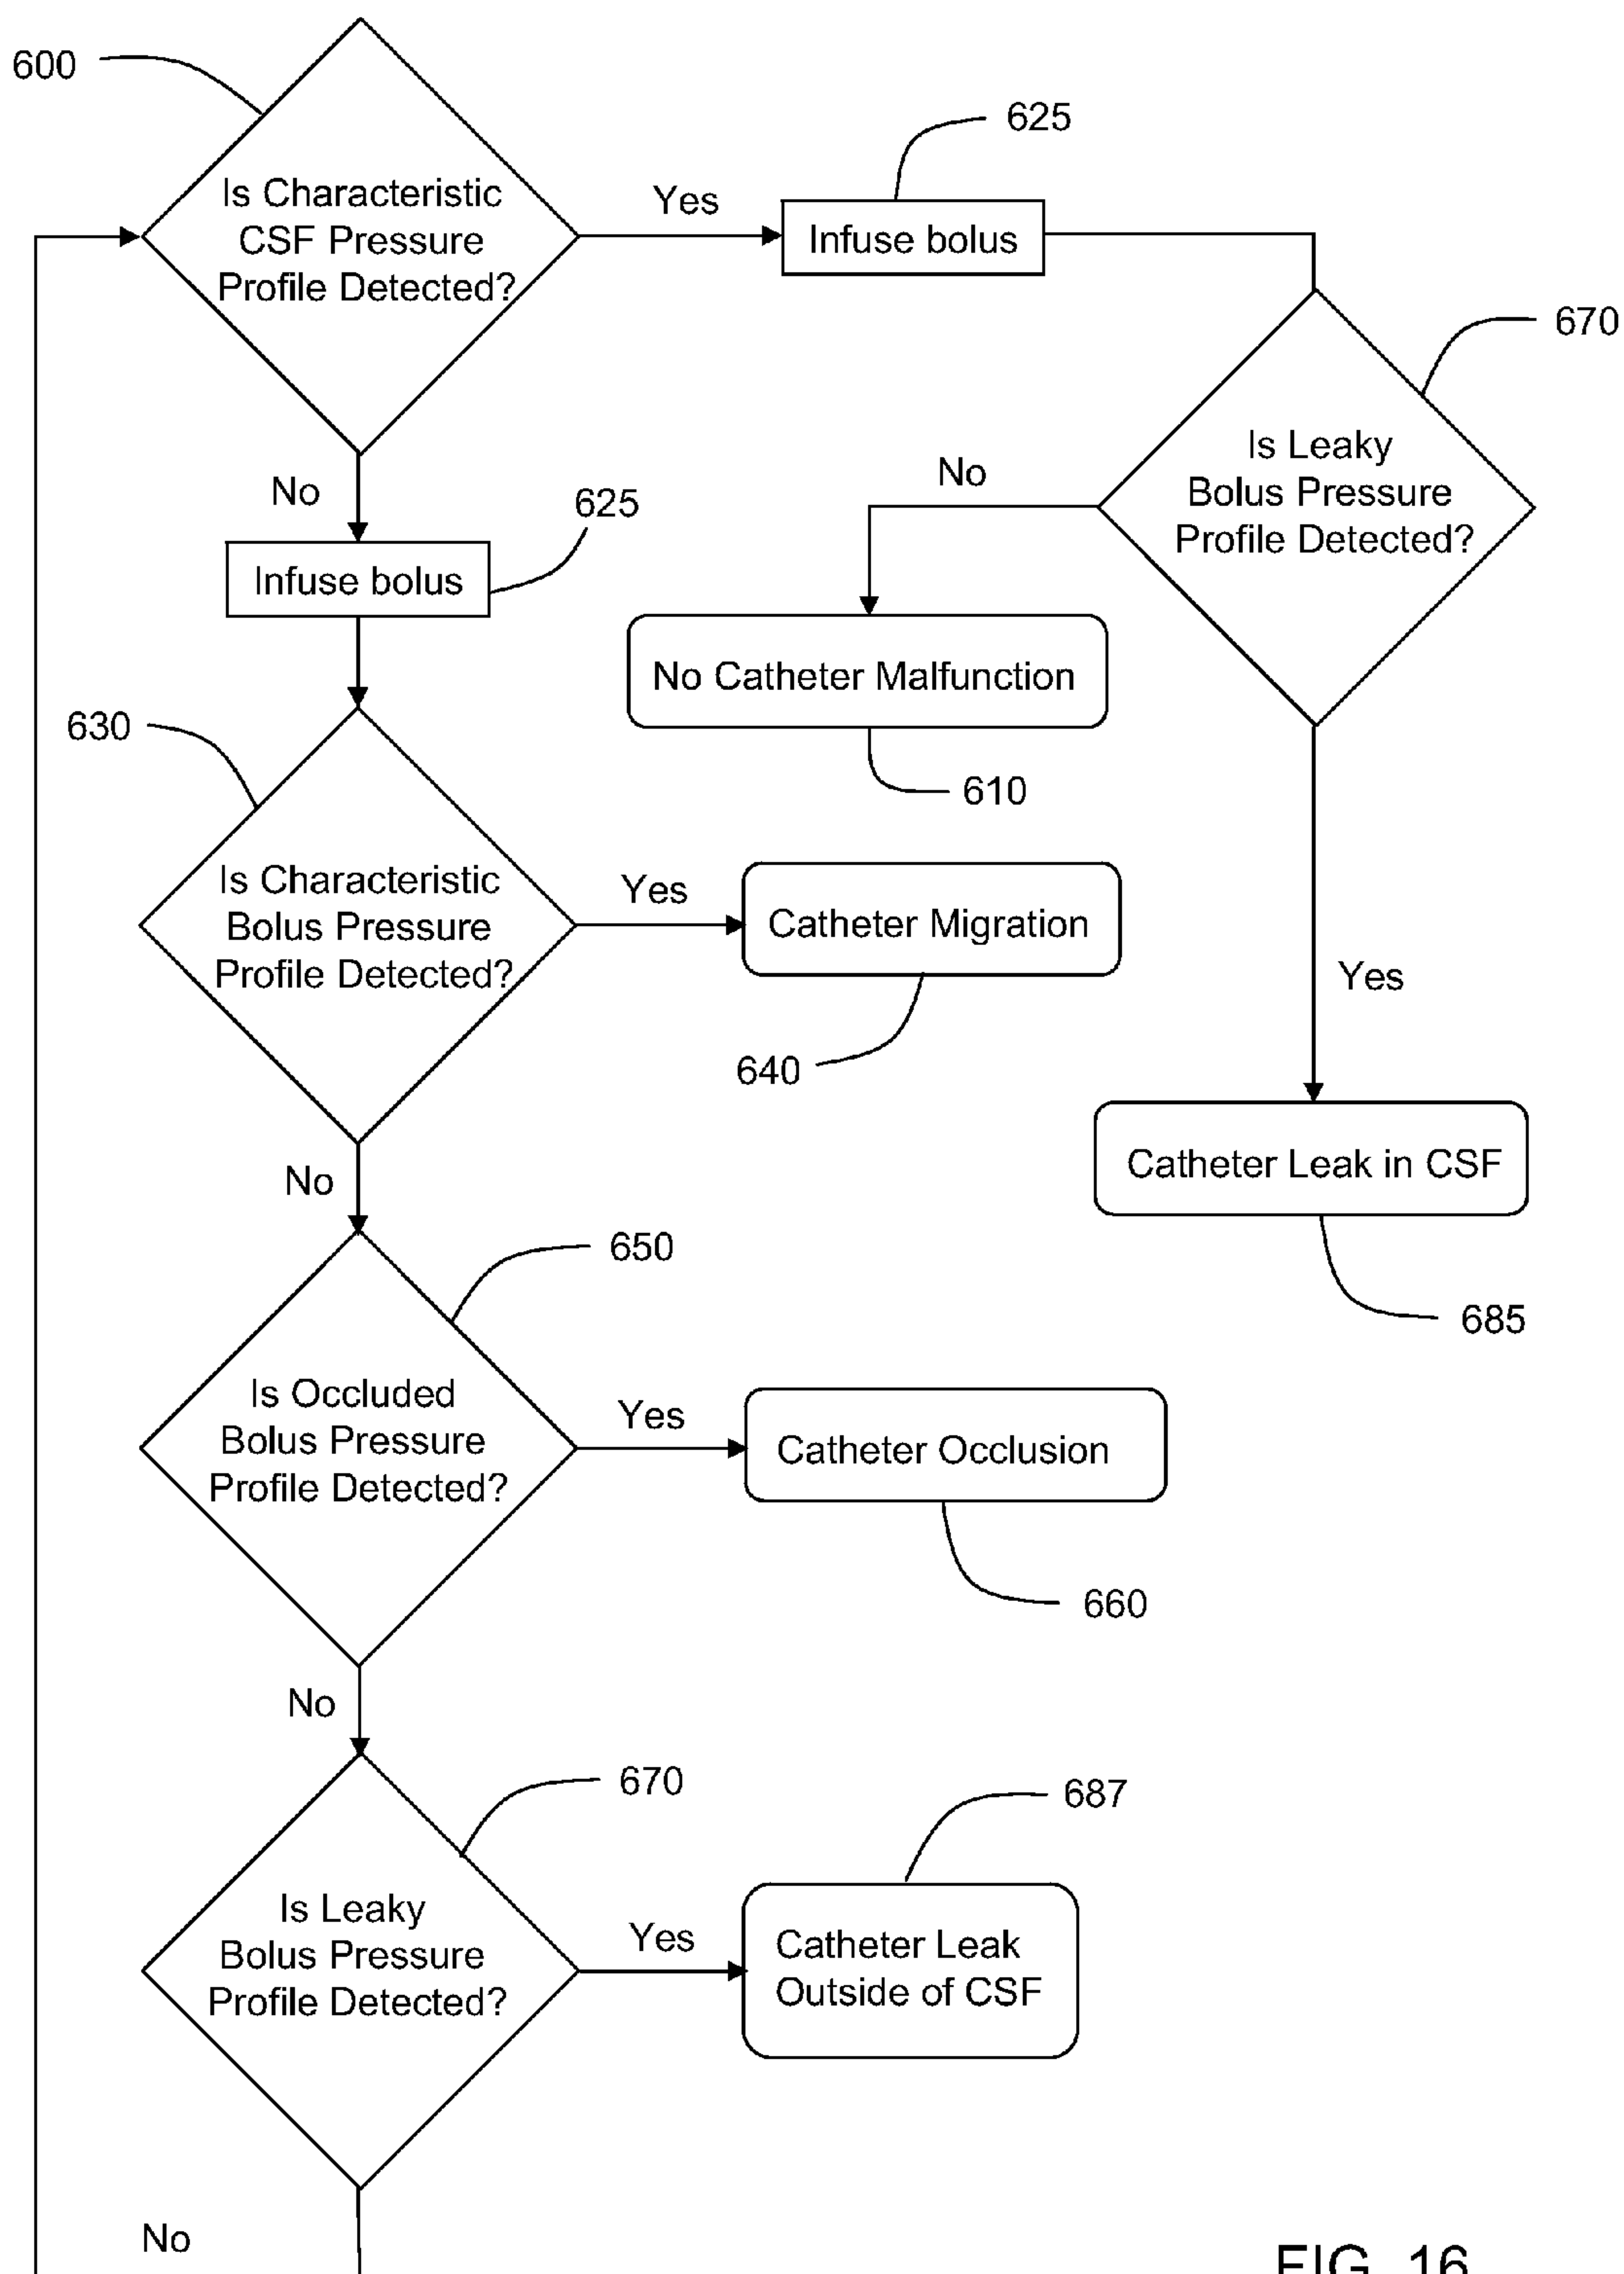 600
Is Characteristic
CSF Pressure
Profile Detected?
Yes
625
Infuse bolus
670
Is Leaky
Bolus Pressure
Profile Detected?
No
No
625
Infuse bolus
No Catheter Malfunction
610
630
Is Characteristic
Bolus Pressure
Profile Detected?
Yes
Catheter Migration
640
Yes
Catheter Leak in CSF
685
No
650
Is Occluded
Bolus Pressure
Profile Detected?
Yes
Catheter Occlusion
660
No
670
687
Is Leaky
Bolus Pressure
Profile Detected?
Yes
Catheter Leak
Outside of CSF
No
FIG. 16